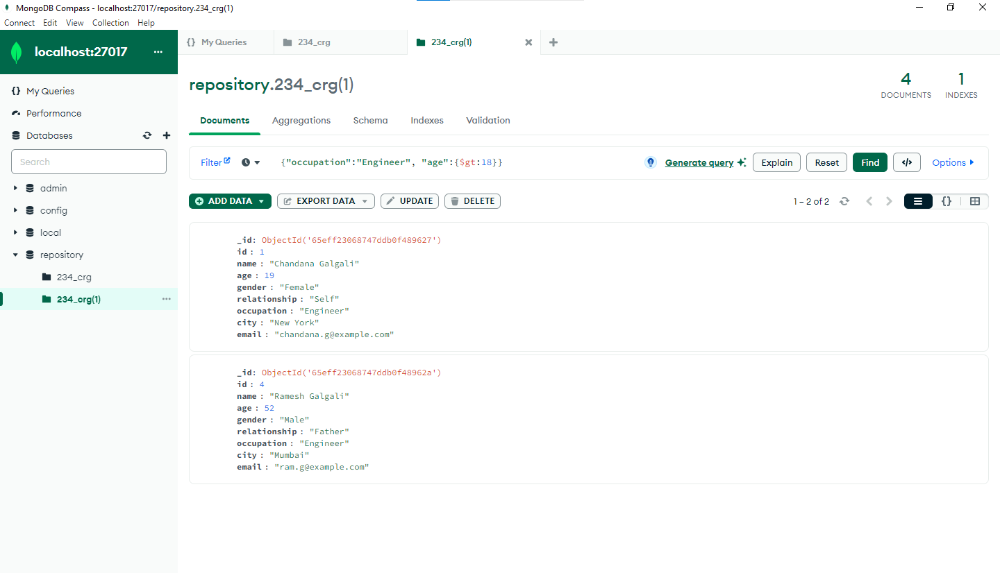 MongoDB Compass - localhost:27017/repository.234_crg(1)
Connect Edit View Collection Help
localhost:27017 ...
{} My Queries
234_crg
234_crg(1)
My Queries
Performance
Databases
Search
admin
config
local
repository
234_crg
234_crg(1) ...
repository.234_crg(1)
4 DOCUMENTS
1 INDEXES
Documents Aggregations Schema Indexes Validation
Filter {"occupation":"Engineer", "age":{$gt:18}} Generate query Explain Reset Find </> Options
ADD DATA EXPORT DATA UPDATE DELETE 1 – 2 of 2 {}
_id: ObjectId('65eff23068747ddb0f489627')
id : 1
name : "Chandana Galgali"
age : 19
gender : "Female"
relationship : "Self"
occupation : "Engineer"
city : "New York"
email : "chandana.g@example.com"
_id: ObjectId('65eff23068747ddb0f48962a')
id : 4
name : "Ramesh Galgali"
age : 52
gender : "Male"
relationship : "Father"
occupation : "Engineer"
city : "Mumbai"
email : "ram.g@example.com"